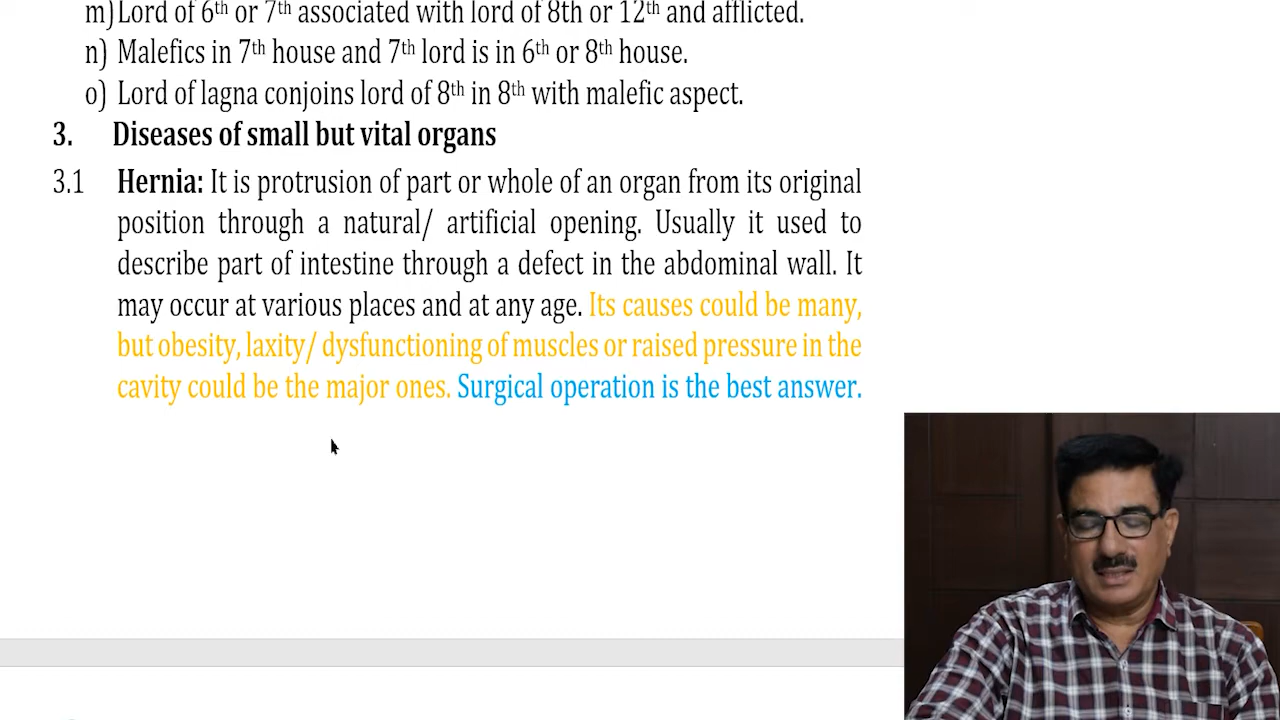 m) Lord of 6th or 7th associated with lord of 8th or 12th and afflicted.
n) Malefics in 7th house and 7th lord is in 6th or 8th house.
o) Lord of lagna conjoins lord of 8th in 8th with malefic aspect.
3. Diseases of small but vital organs
3.1 Hernia: It is protrusion of part or whole of an organ from its original
position through a natural/ artificial opening. Usually it used to
describe part of intestine through a defect in the abdominal wall. It
may occur at various places and at any age. Its causes could be many,
but obesity, laxity/ dysfunctioning of muscles or raised pressure in the
cavity could be the major ones. Surgical operation is the best answer.